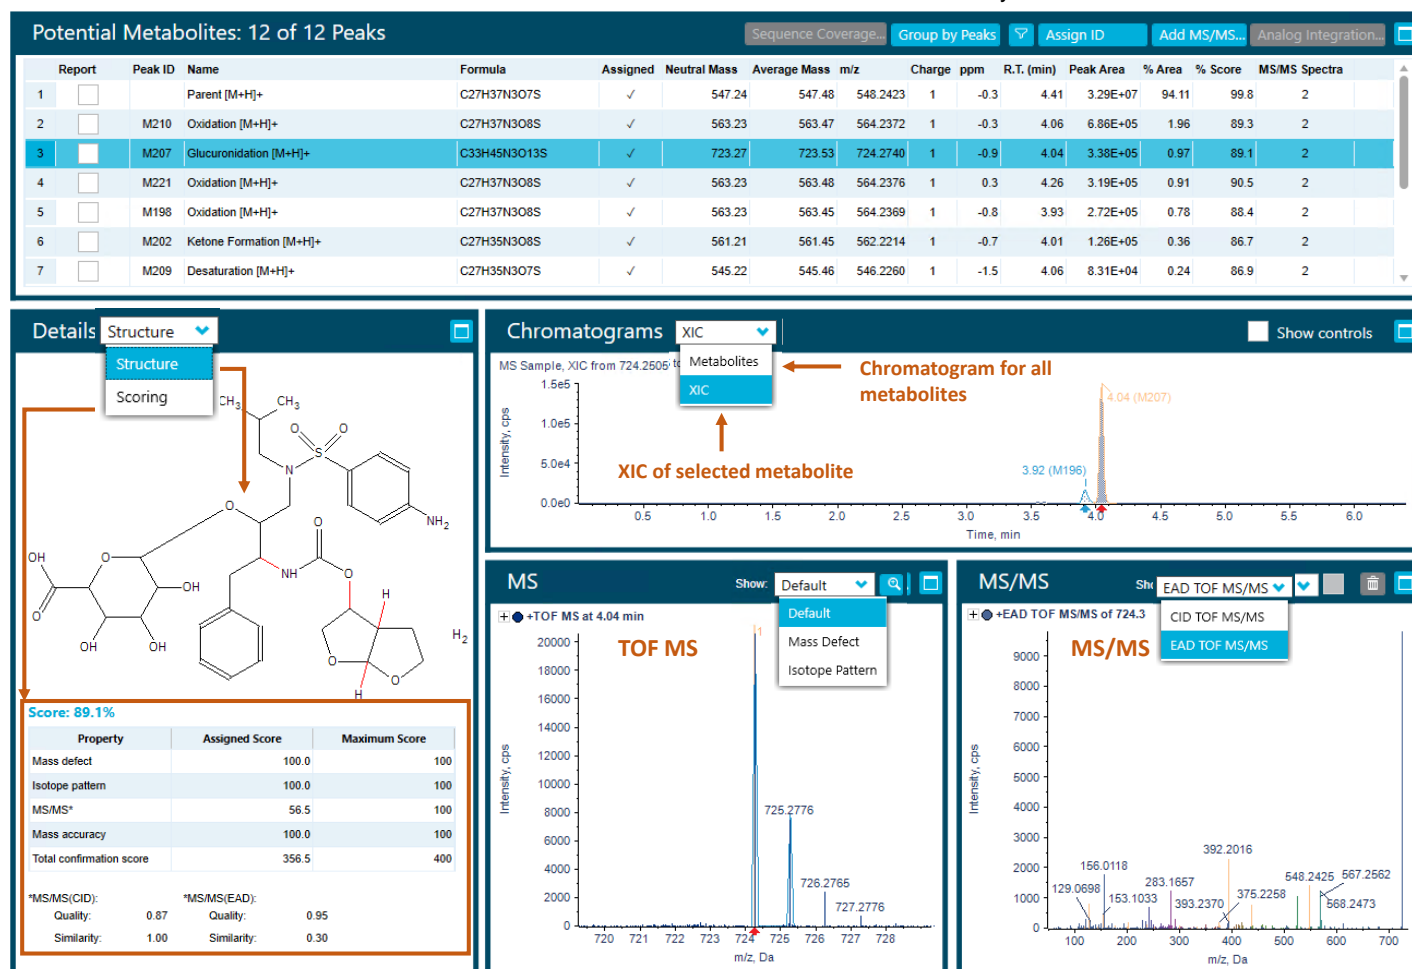 Potential Metabolites: 12 of 12 Peaks
Sequence Coverage... Group by Peaks Assign ID Add MS/MS... Analog Integration...
Report Peak ID Name Formula Assigned Neutral Mass Average Mass m/z Charge ppm R.T. (min) Peak Area % Area % Score MS/MS Spectra
1 Parent [M+H]+ C27H37N3O7S ✓ 547.24 547.48 548.2423 1 -0.3 4.41 3.29E+07 94.11 99.8 2
2 M210 Oxidation [M+H]+ C27H37N3O8S ✓ 563.23 563.47 564.2372 1 -0.3 4.06 6.86E+05 1.96 89.3 2
3 M207 Glucuronidation [M+H]+ C33H45N3O13S ✓ 723.27 723.53 724.2740 1 -0.9 4.04 3.38E+05 0.97 89.1 2
4 M221 Oxidation [M+H]+ C27H37N3O8S ✓ 563.23 563.48 564.2376 1 0.3 4.26 3.19E+05 0.91 90.5 2
5 M198 Oxidation [M+H]+ C27H37N3O8S ✓ 563.23 563.45 564.2369 1 -0.8 3.93 2.72E+05 0.78 88.4 2
6 M202 Ketone Formation [M+H]+ C27H35N3O8S ✓ 561.21 561.45 562.2214 1 -0.7 4.01 1.26E+05 0.36 86.7 2
7 M209 Desaturation [M+H]+ C27H35N3O7S ✓ 545.22 545.46 546.2260 1 -1.5 4.06 8.31E+04 0.24 86.9 2
Details Structure
Structure
Scoring
CH3 CH3
O O
S
N
O
NH2
O
OH O
NH O
OH
H
O
OH OH
H2
O
O
H
Score: 89.1%
Property Assigned Score Maximum Score
Mass defect 100.0 100
Isotope pattern 100.0 100
MS/MS* 56.5 100
Mass accuracy 100.0 100
Total confirmation score 356.5 400
*MS/MS(CID): *MS/MS(EAD):
Quality: 0.87 Quality: 0.95
Similarity: 1.00 Similarity: 0.30
Chromatograms XIC Show controls
Metabolites
XIC
MS Sample, XIC from 724.2505 to
Chromatogram for all
metabolites
XIC of selected metabolite
1.5e5
1.0e5
5.0e4
0.0e0
Intensity, cps
4.04 (M207)
3.92 (M196)
0.5 1.0 1.5 2.0 2.5 3.0 3.5 4.0 4.5 5.0 5.5 6.0
Time, min
MS Show: Default
Default
Mass Defect
Isotope Pattern
+TOF MS at 4.04 min
TOF MS
1
20000
18000
16000
14000
12000
10000
8000
6000
4000
2000
0
Intensity, cps
725.2776
726.2765
727.2776
720 721 722 723 724 725 726 727 728
m/z, Da
MS/MS Sh EAD TOF MS/MS
CID TOF MS/MS
EAD TOF MS/MS
+EAD TOF MS/MS of 724.3
MS/MS
9000
8000
7000
6000
5000
4000
3000
2000
1000
0
Intensity, cps
392.2016
156.0118
548.2425 567.2562
129.0698 283.1657 375.2258
153.1033 393.2370 568.2473
100 200 300 400 500 600 700
m/z, Da